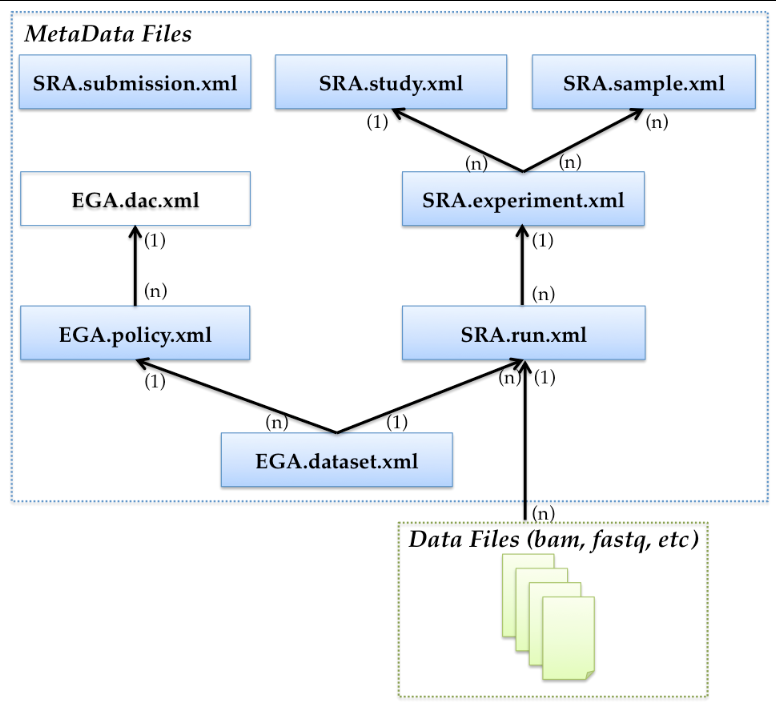 MetaData Files
SRA.submission.xml
SRA.study.xml
SRA.sample.xml
(1)
(n)
(n)
(n)
EGA.dac.xml
SRA.experiment.xml
(1)
(1)
(n)
(n)
EGA.policy.xml
SRA.run.xml
(1)
(n)
(1)
(n)
(1)
EGA.dataset.xml
(n)
Data Files (bam, fastq, etc)